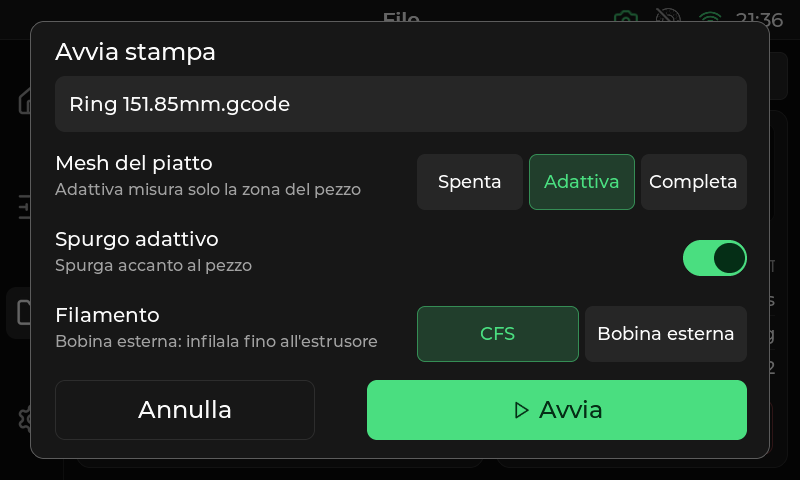 21:36
Avvia stampa
Ring 151.85mm.gcode
Mesh del piatto
Adattiva misura solo la zona del pezzo
Spenta
Adattiva
Completa
Spurgo adattivo
Spurga accanto al pezzo
Filamento
Bobina esterna: infilala fino all'estrusore
CFS
Bobina esterna
Annulla
Avvia